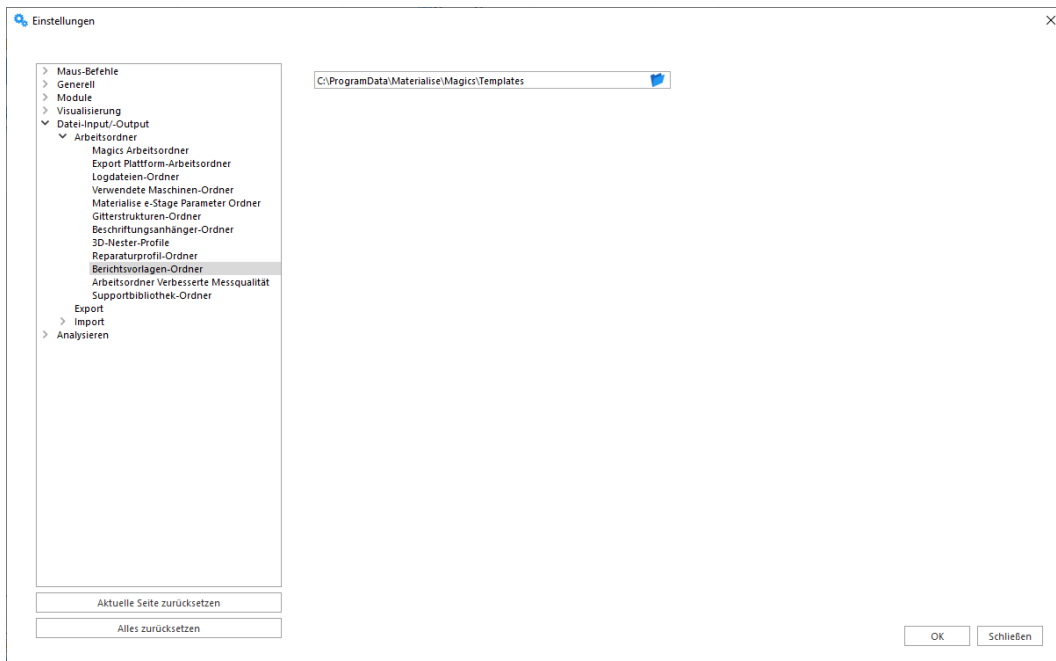 Einstellungen
Maus-Befehle
Generell
Module
Visualisierung
Datei-Input/-Output
Arbeitsordner
Magics Arbeitsordner
Export Plattform-Arbeitsordner
Logdateien-Ordner
Verwendete Maschinen-Ordner
Materialise e-Stage Parameter Ordner
Gitterstrukturen-Ordner
Beschriftungsanhänger-Ordner
3D-Nester-Profile
Reparaturprofil-Ordner
Berichtsvorlagen-Ordner
Arbeitsordner Verbesserte Messqualität
Supportbibliothek-Ordner
Export
Import
Analysieren
C:\ProgramData\Materialise\Magics\Templates
Aktuelle Seite zurücksetzen
Alles zurücksetzen
OK
Schließen